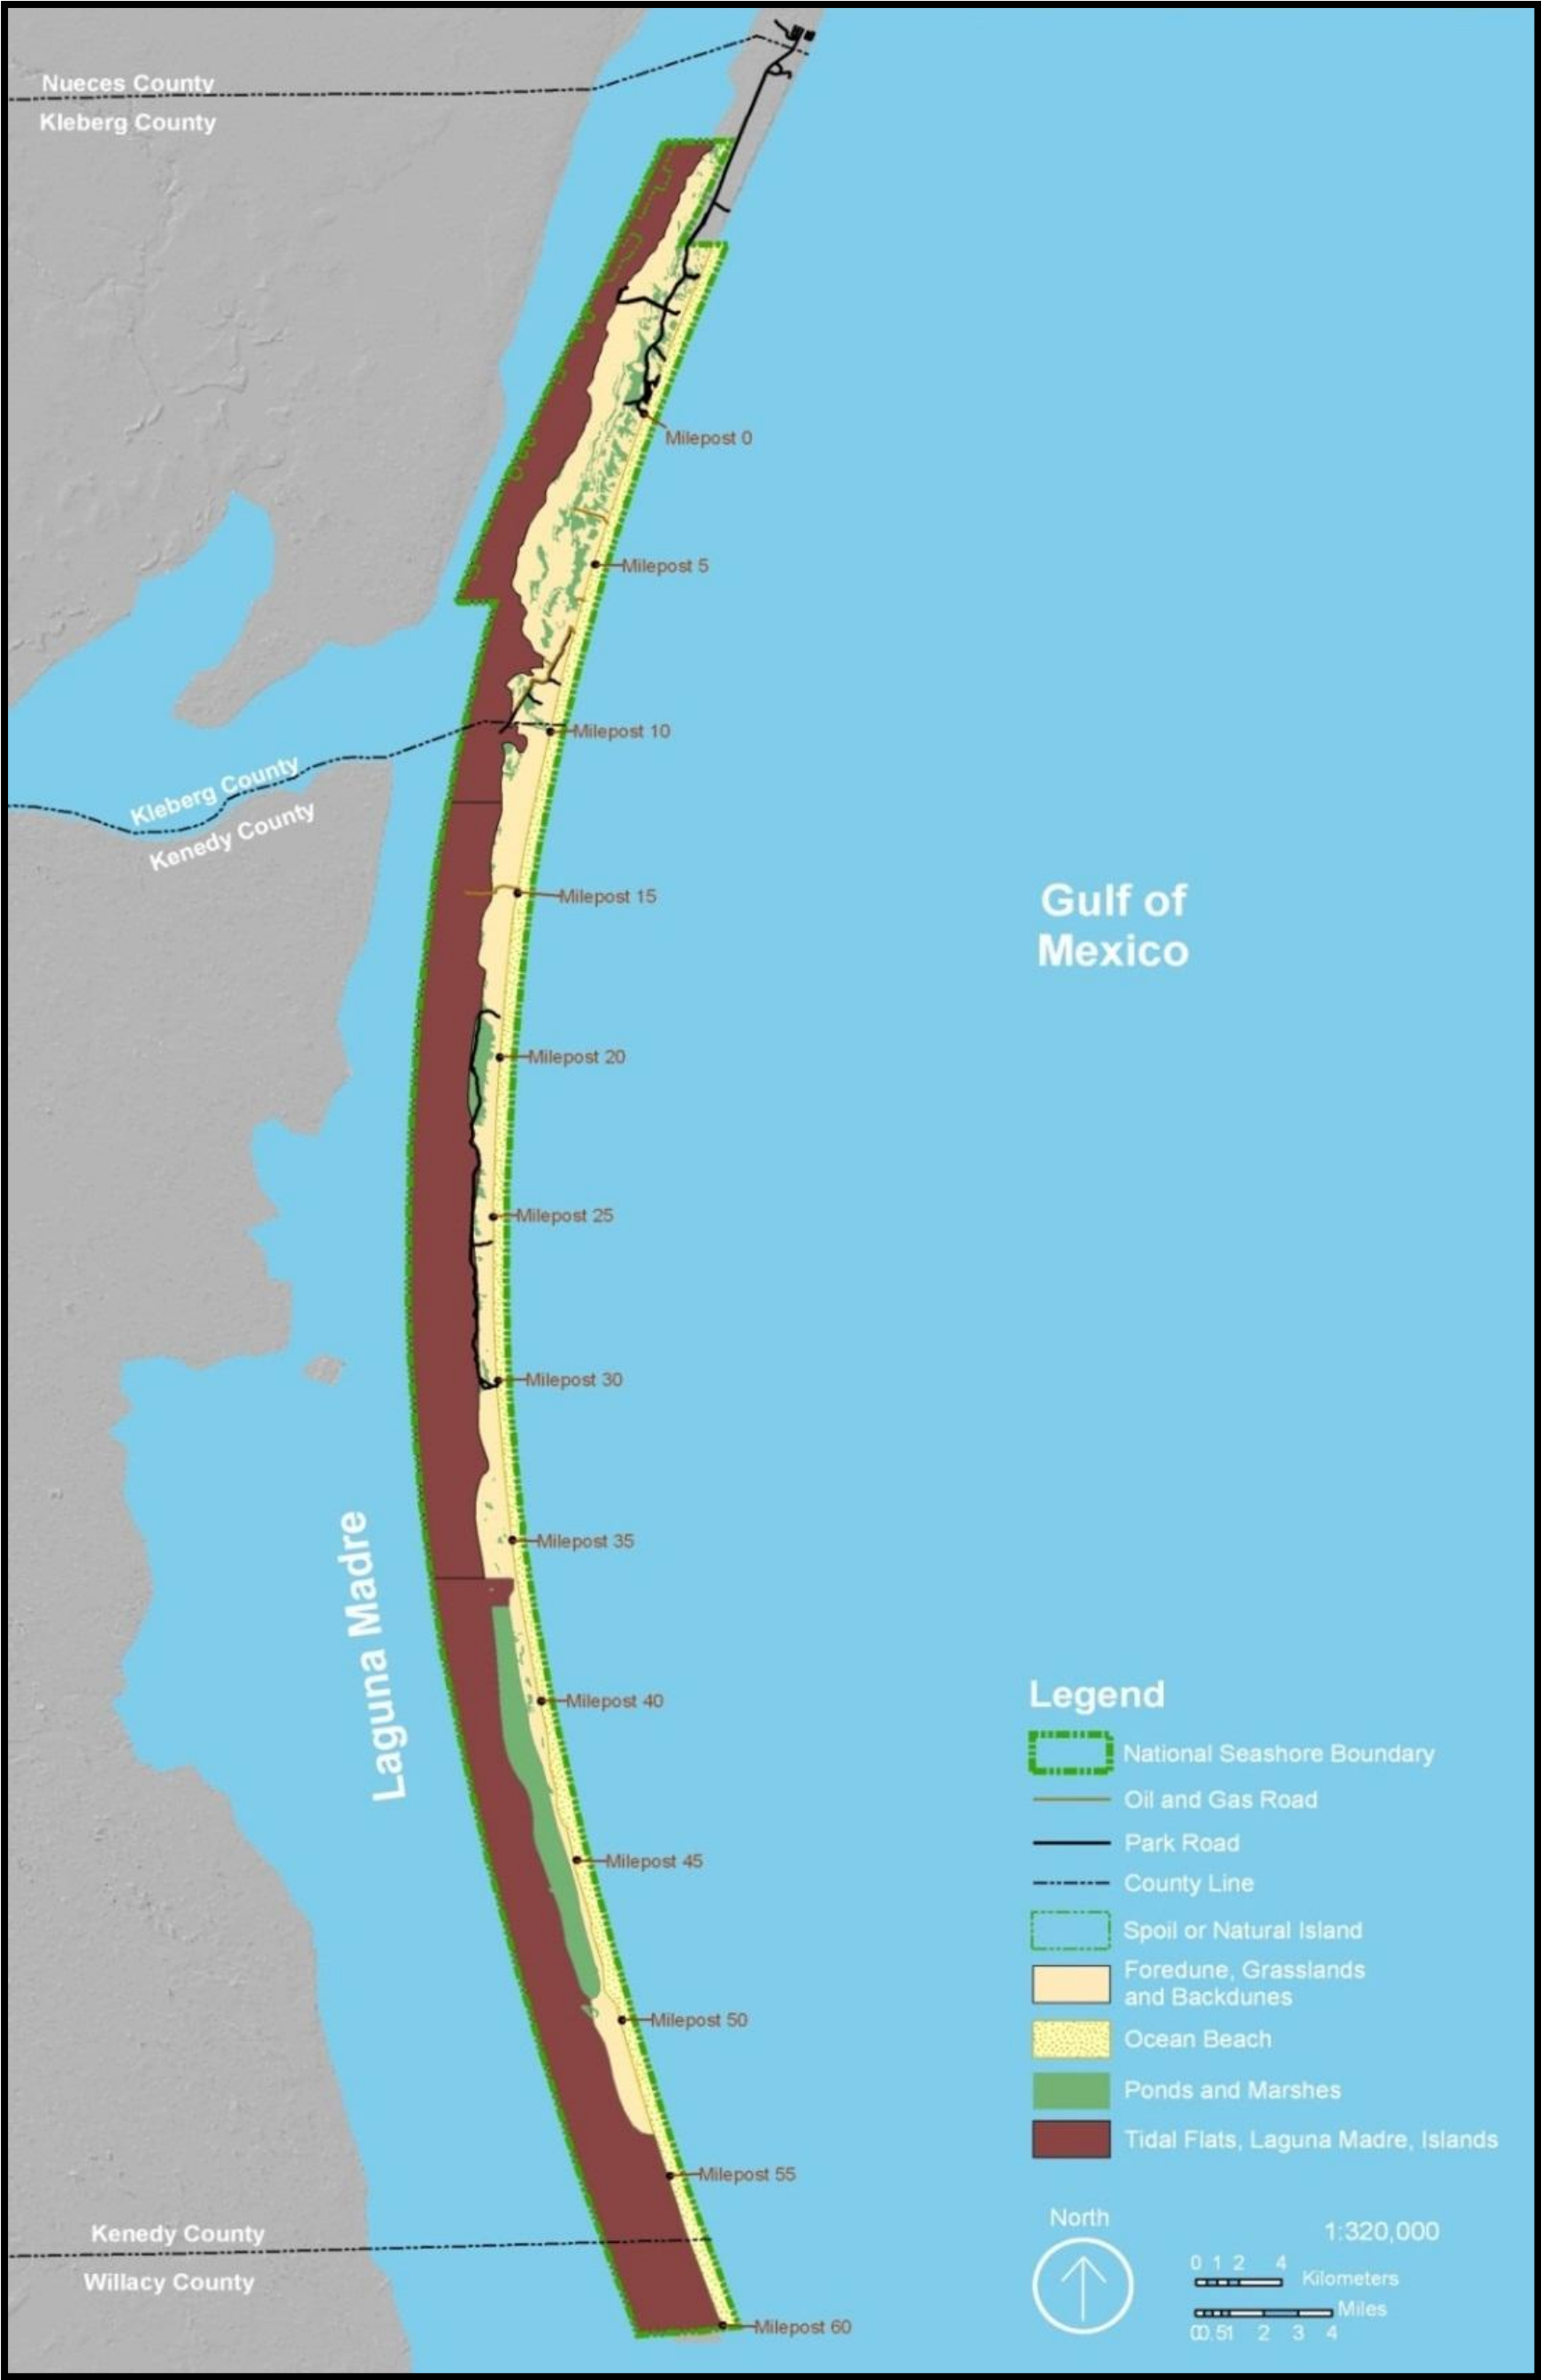 Nueces County
Kleberg County
Milepost 0
Milepost 5
Milepost 10
Kleberg County
Kenedy County
Milepost 15
Gulf of
Mexico
Milepost 20
Milepost 25
Milepost 30
Milepost 35
Laguna Madre
Milepost 40
Milepost 45
Milepost 50
Milepost 55
Kenedy County
Willacy County
Milepost 60
Legend
National Seashore Boundary
Oil and Gas Road
Park Road
County Line
Spoil or Natural Island
Foredune, Grasslands
and Backdunes
Ocean Beach
Ponds and Marshes
Tidal Flats, Laguna Madre, Islands
North
1:320,000
0 1 2 4
Kilometers
Miles
0 0.5 1 2 3 4